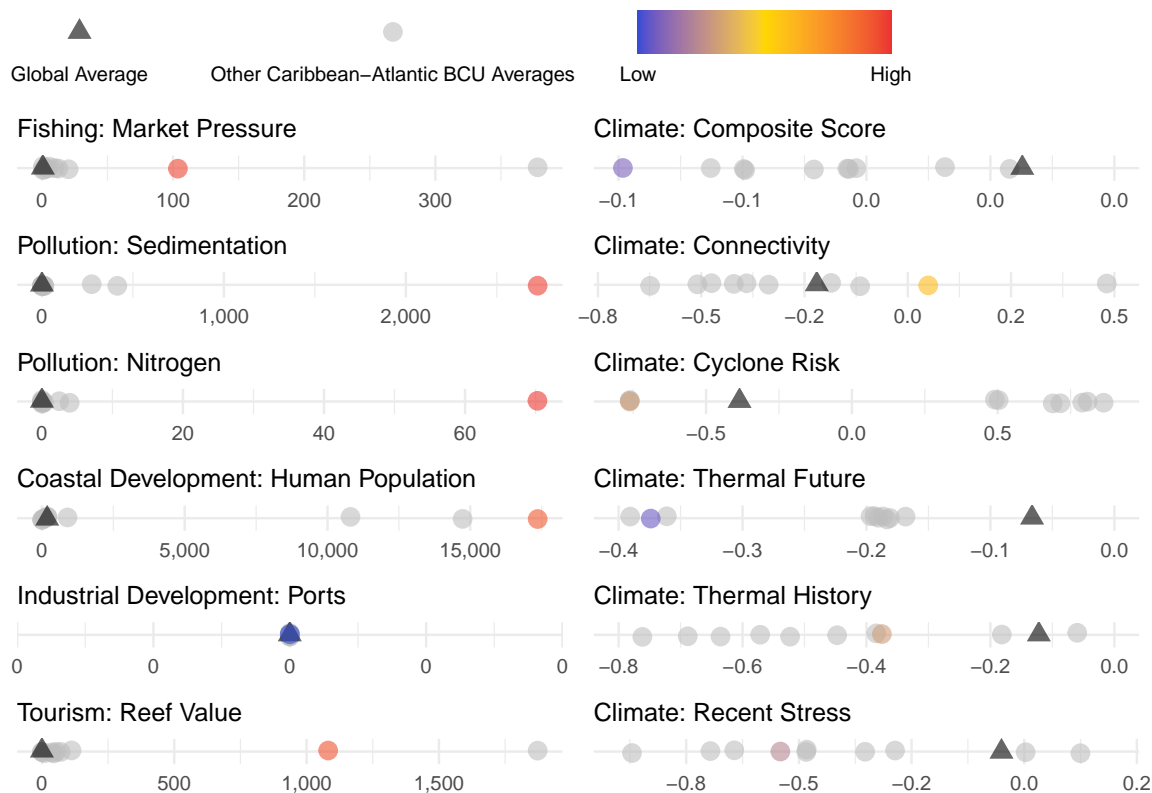 Global Average
Other Caribbean−Atlantic BCU Averages
Low
High
Fishing: Market Pressure
0 100 200 300
Climate: Composite Score
−0.1 −0.1 0.0 0.0 0.0
Pollution: Sedimentation
0 1,000 2,000
Climate: Connectivity
−0.8 −0.5 −0.2 0.0 0.2 0.5
Pollution: Nitrogen
0 20 40 60
Climate: Cyclone Risk
−0.5 0.0 0.5
Coastal Development: Human Population
0 5,000 10,000 15,000
Climate: Thermal Future
−0.4 −0.3 −0.2 −0.1 0.0
Industrial Development: Ports
0 0 0 0 0
Climate: Thermal History
−0.8 −0.6 −0.4 −0.2 0.0
Tourism: Reef Value
0 500 1,000 1,500
Climate: Recent Stress
−0.8 −0.5 −0.2 0.0 0.2